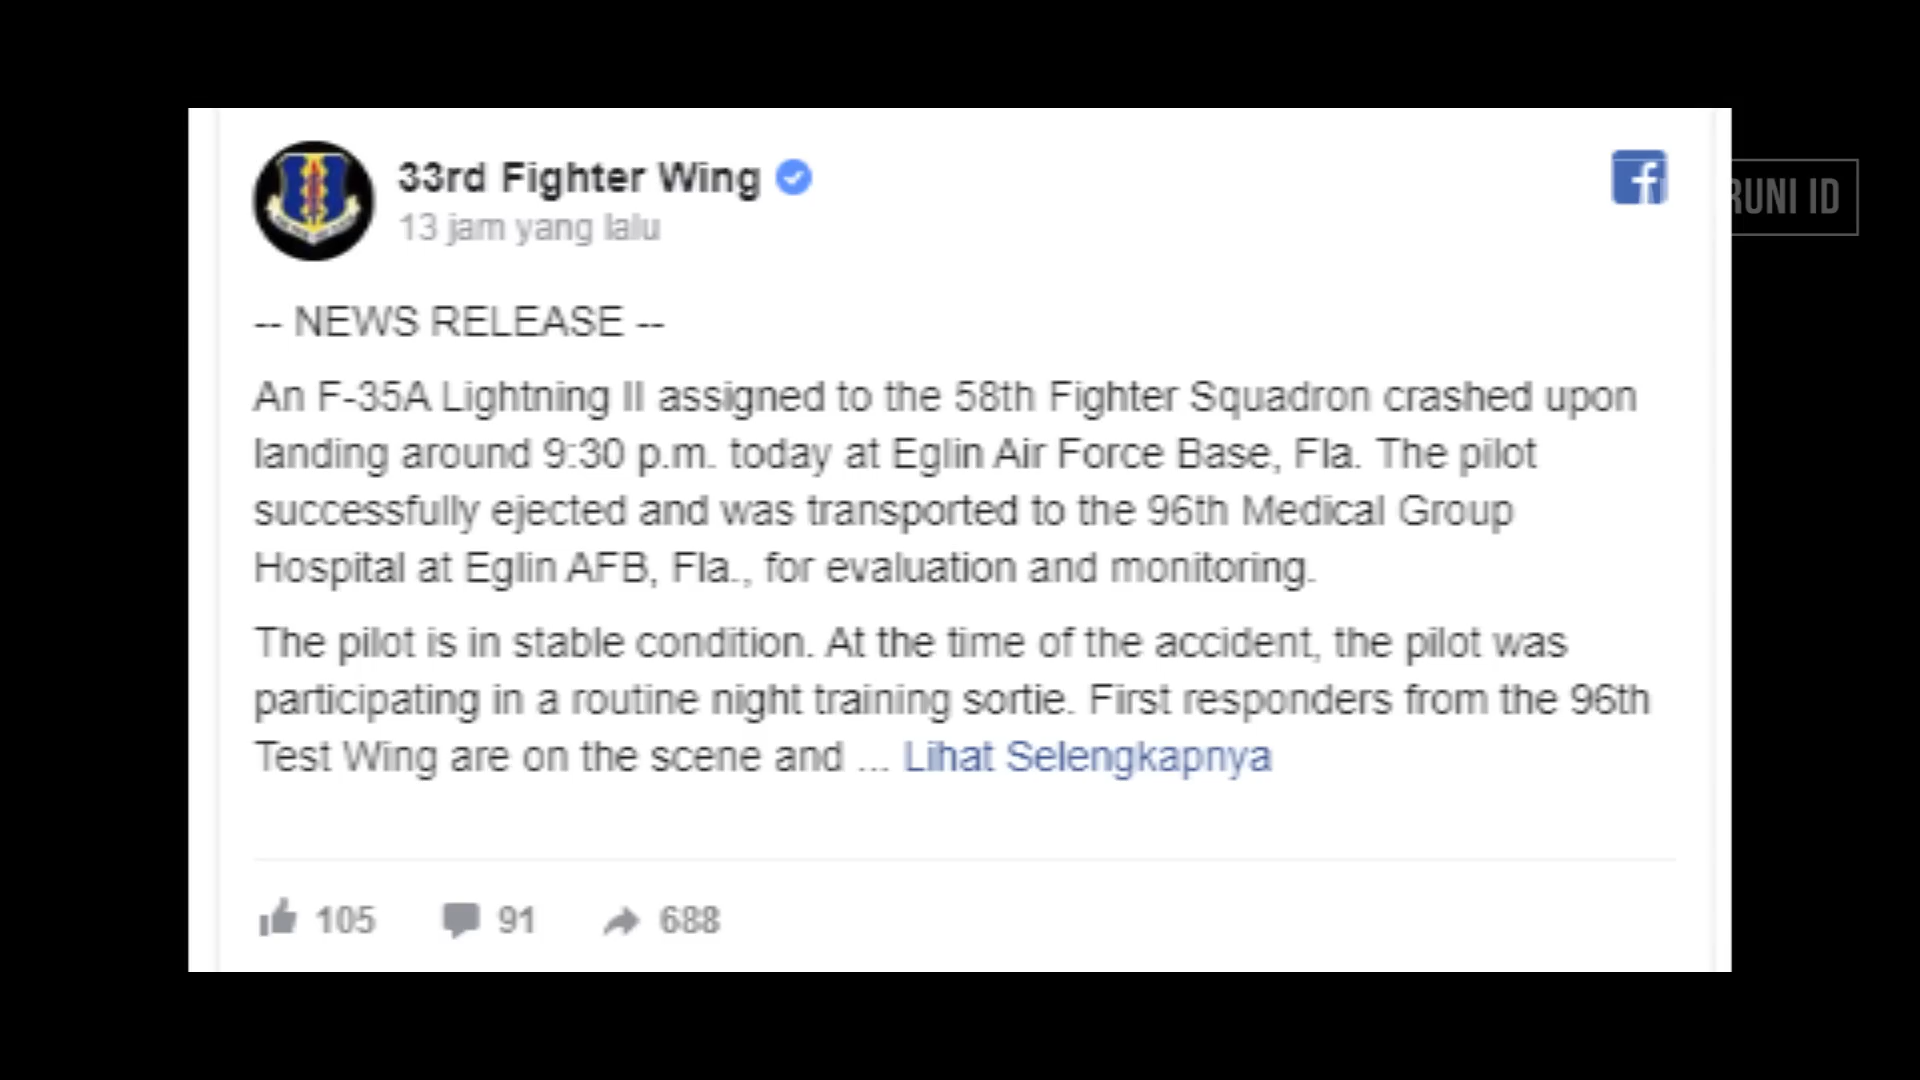 33rd Fighter Wing
13 jam yang lalu
RUNI ID
-- NEWS RELEASE --
An F-35A Lightning II assigned to the 58th Fighter Squadron crashed upon
landing around 9:30 p.m. today at Eglin Air Force Base, Fla. The pilot
successfully ejected and was transported to the 96th Medical Group
Hospital at Eglin AFB, Fla., for evaluation and monitoring.
The pilot is in stable condition. At the time of the accident, the pilot was
participating in a routine night training sortie. First responders from the 96th
Test Wing are on the scene and ... Lihat Selengkapnya
105 91 688